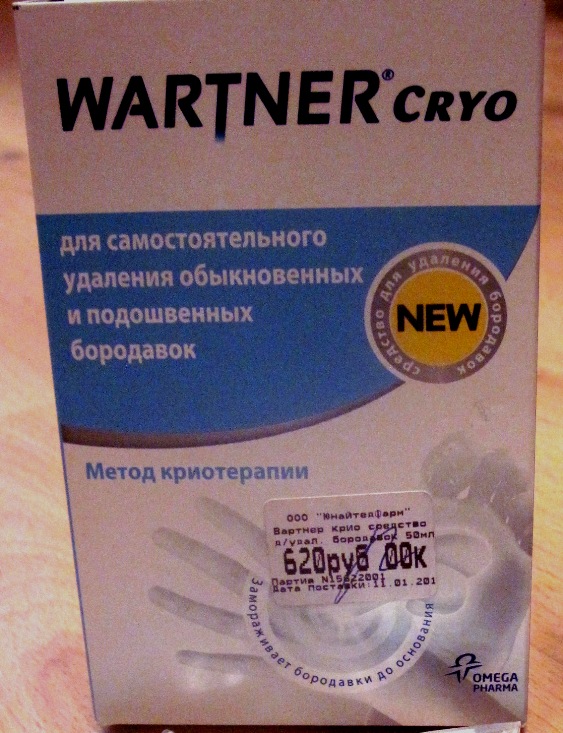 WARTNER® CRYO
для самостоятельного
удаления обыкновенных
и подошвенных
бородавок
средство для удаления бородавок
NEW
Метод криотерапии
ООО "ЮнайтедФарм"
Вартнер крио средство
д/удал. бородавок 50мл
620руб 00к
Партия N15622001
Дата поставки:11.01.201
Замораживает бородавки до основания
OMEGA
PHARMA